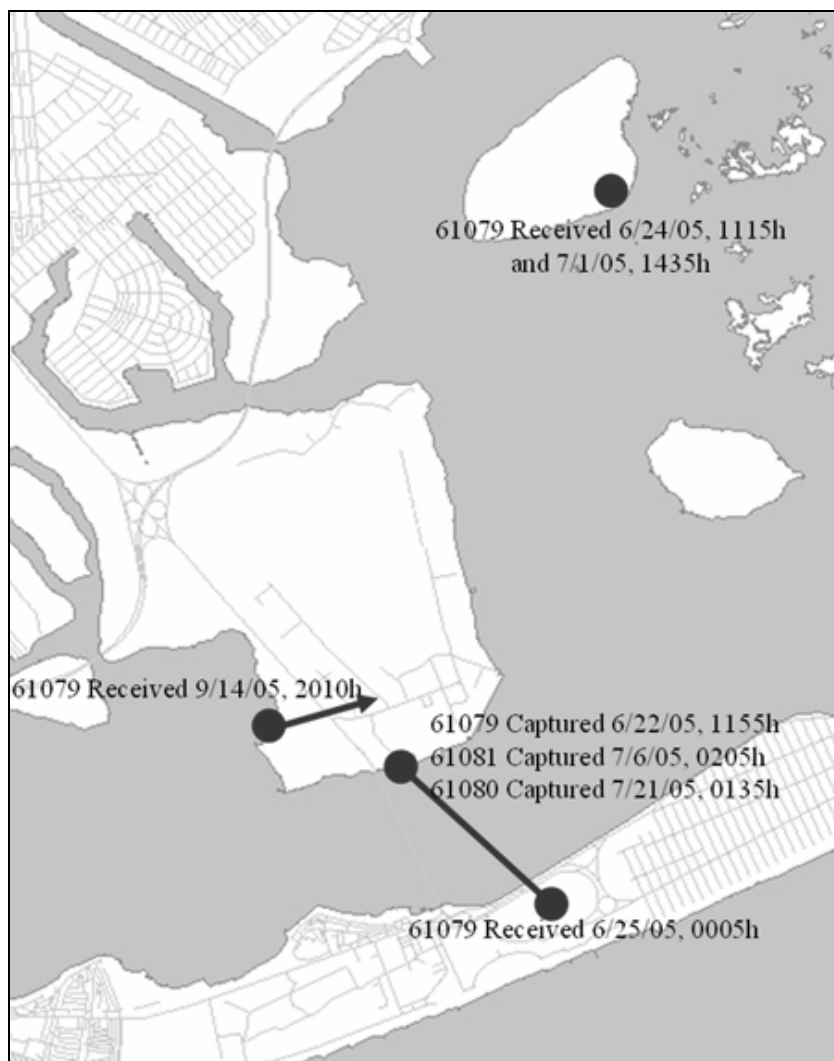 61079 Received 6/24/05, 1115h
and 7/1/05, 1435h
61079 Received 9/14/05, 2010h
61079 Captured 6/22/05, 1155h
61081 Captured 7/6/05, 0205h
61080 Captured 7/21/05, 0135h
61079 Received 6/25/05, 0005h